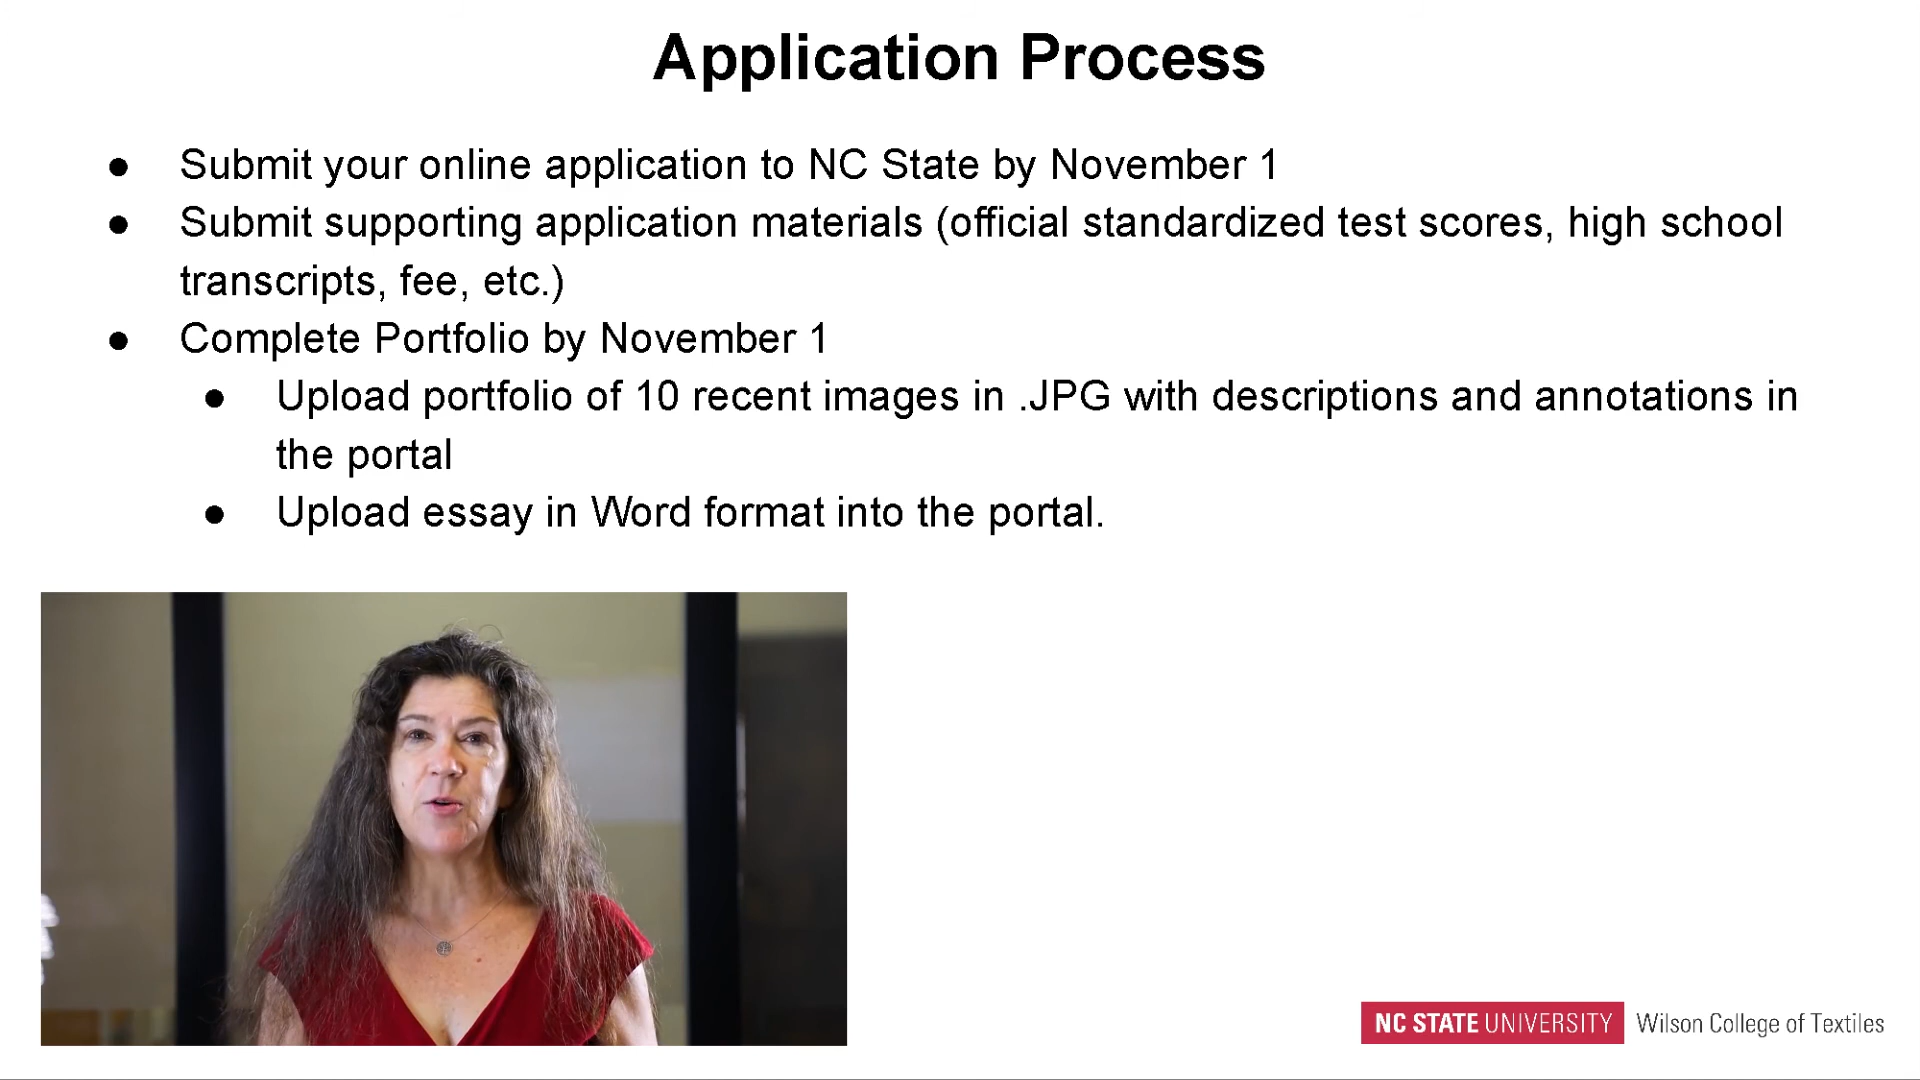 Application Process
● Submit your online application to NC State by November 1
● Submit supporting application materials (official standardized test scores, high school
transcripts, fee, etc.)
● Complete Portfolio by November 1
● Upload portfolio of 10 recent images in .JPG with descriptions and annotations in
the portal
● Upload essay in Word format into the portal.
NC STATE UNIVERSITY Wilson College of Textiles